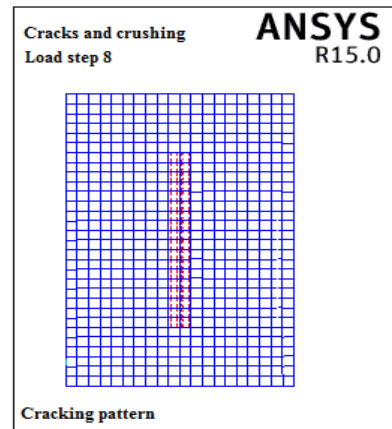 Cracks and crushing
Load step 8
ANSYS
R15.0
Cracking pattern